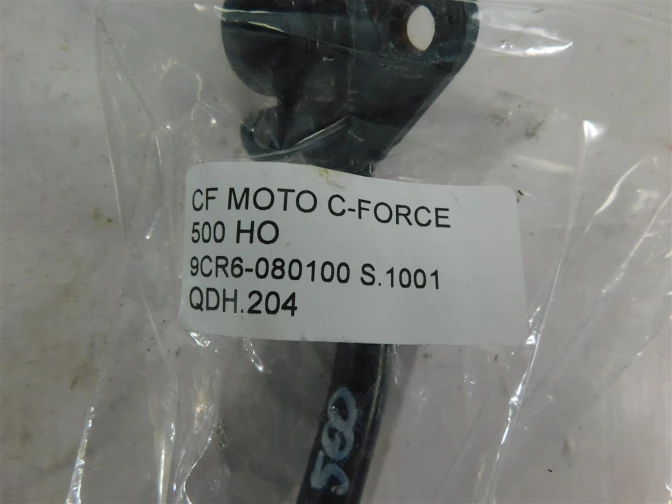 CF MOTO C-FORCE
500 HO
9CR6-080100 S.1001
QDH.204
500